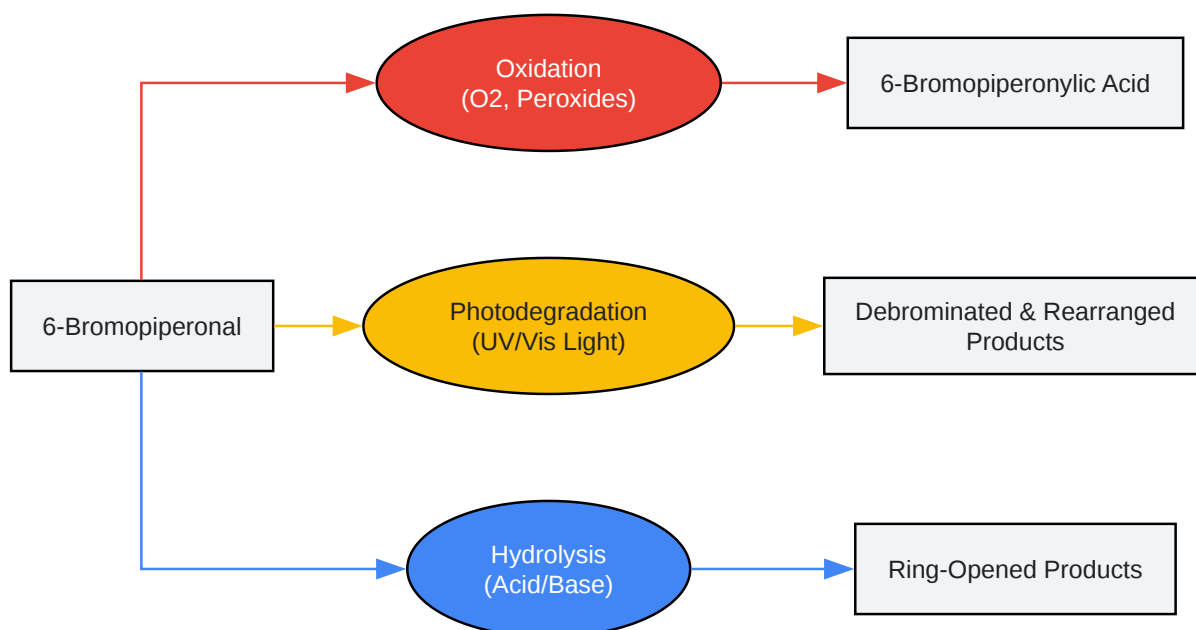 Oxidation
(O2, Peroxides)
6-Bromopiperonylic Acid
6-Bromopiperonal
Photodegradation
(UV/Vis Light)
Debrominated & Rearranged
Products
Hydrolysis
(Acid/Base)
Ring-Opened Products